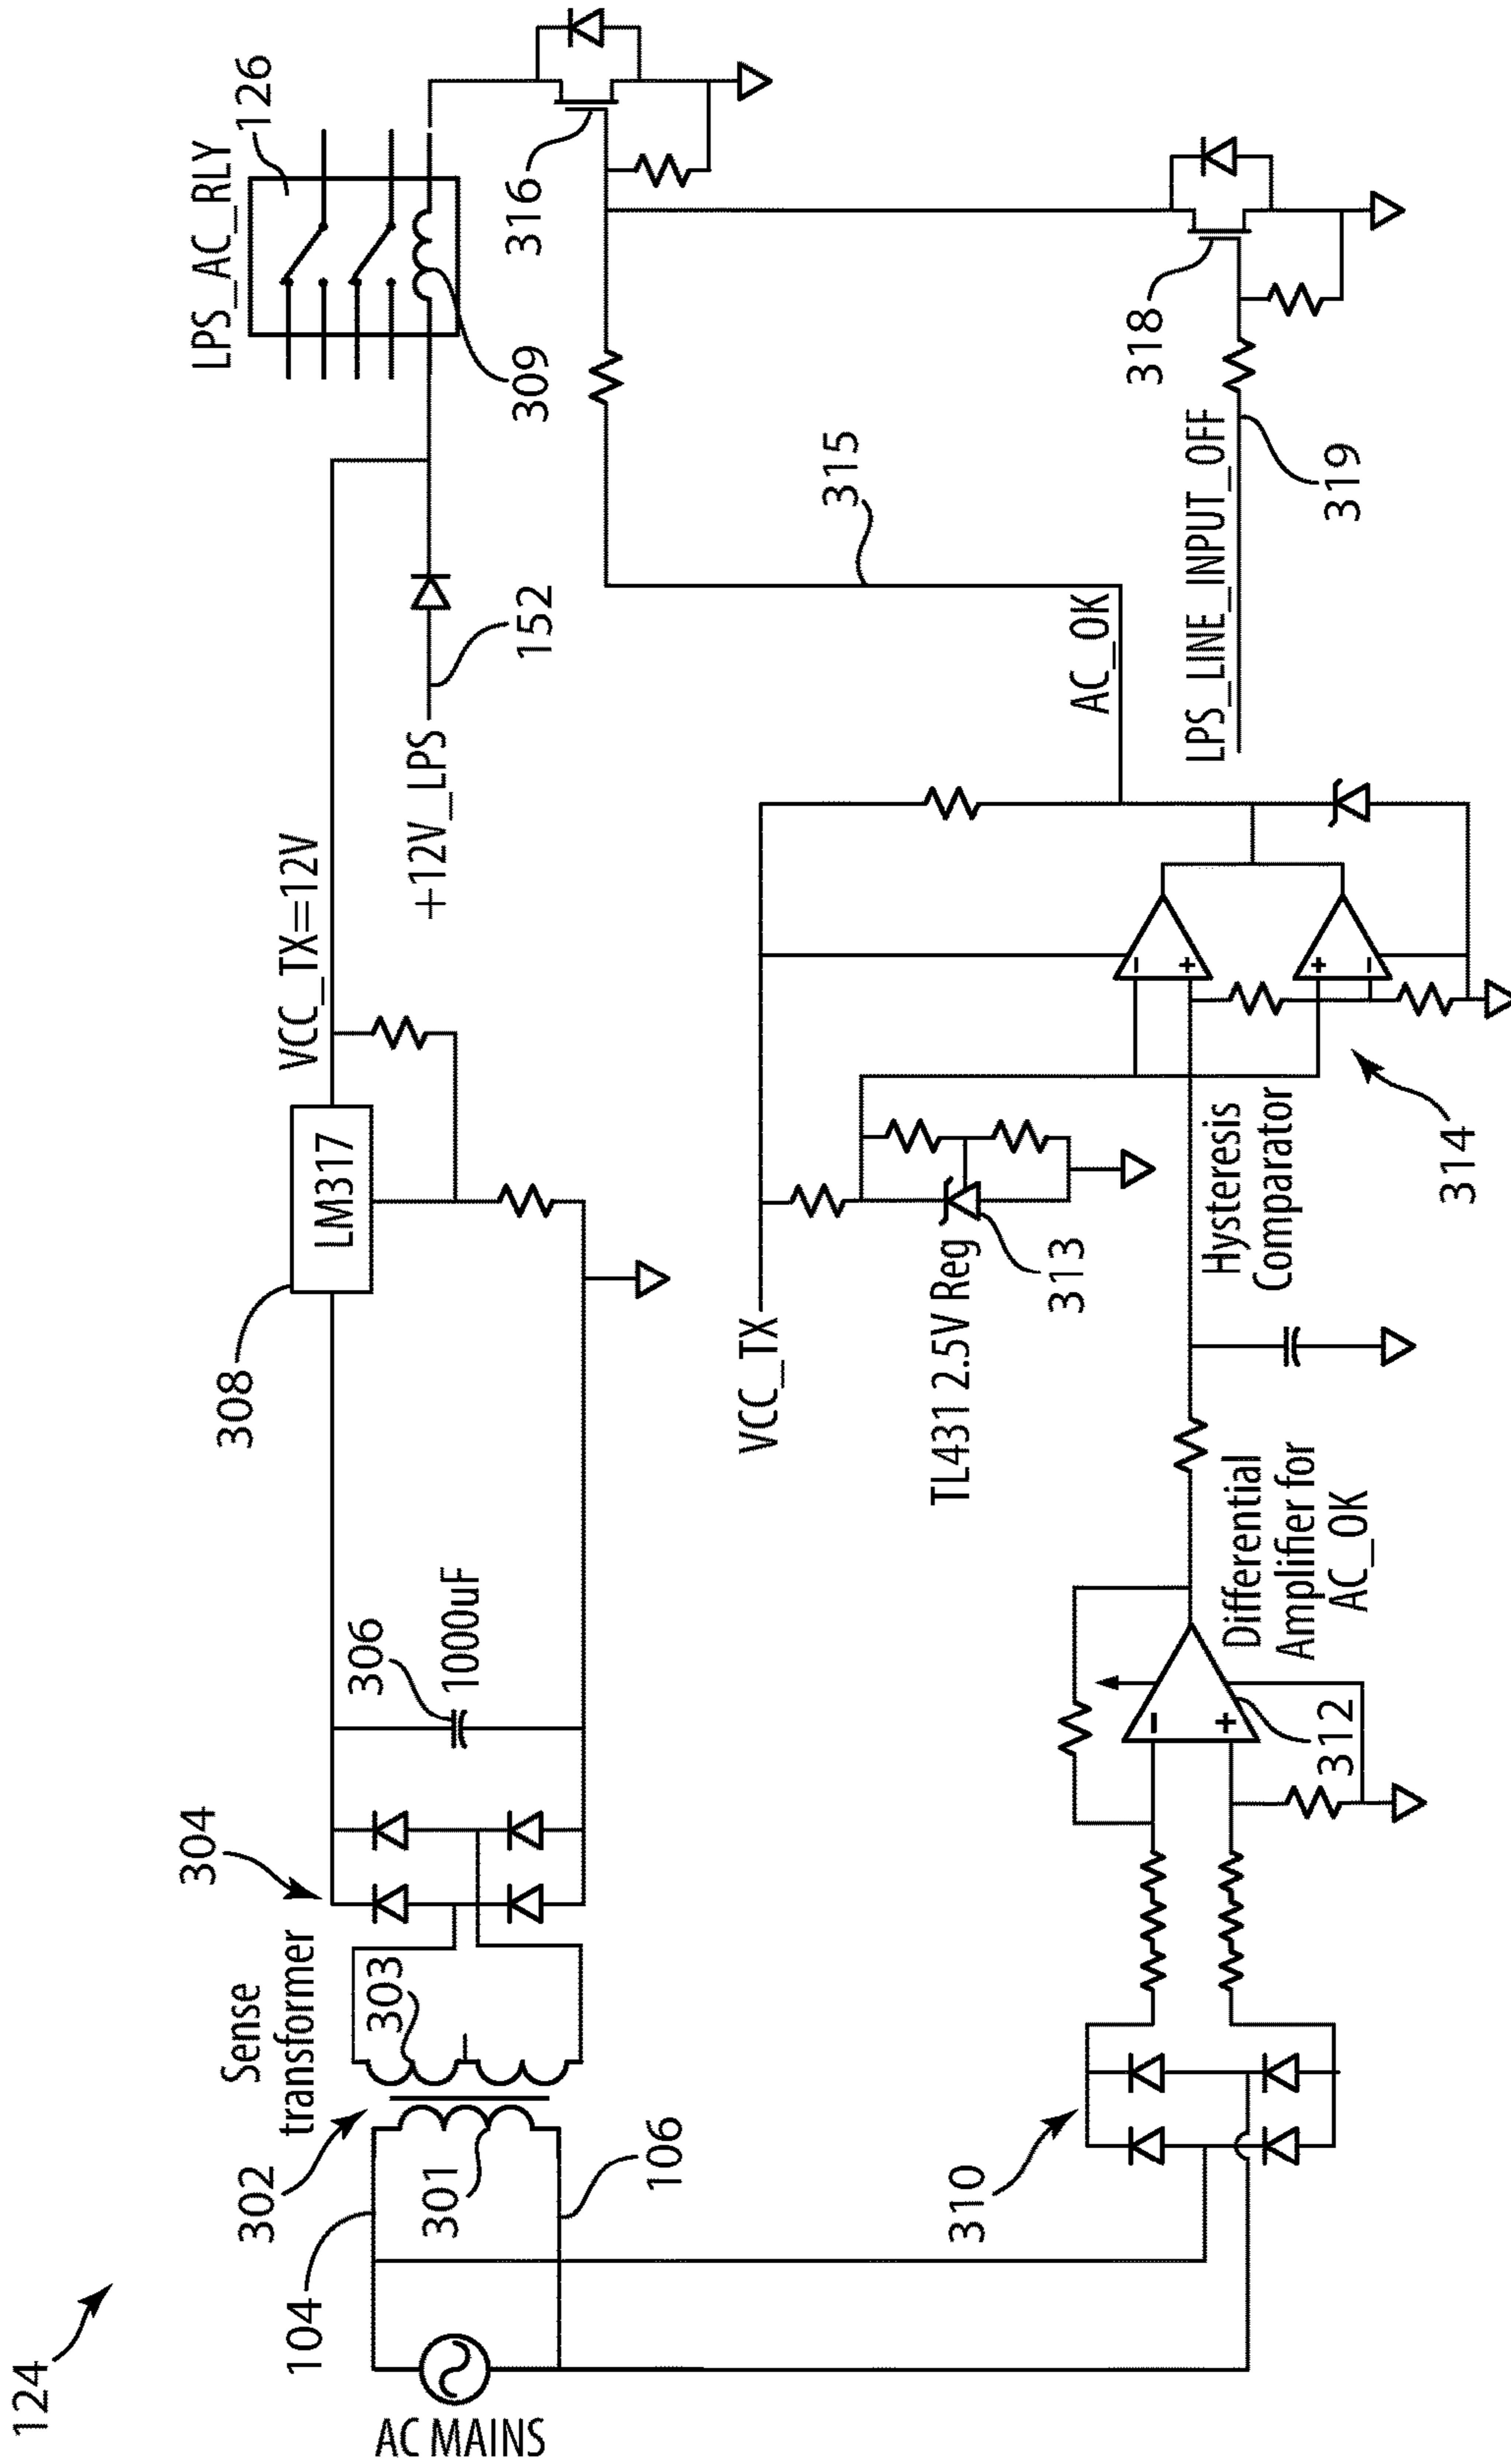 124
AC MAINS
104
106
302
301
303
Sense
transformer
304
306
1000uF
308
LM317
VCC_TX=12V
+12V_LPS
152
LPS_AC_RLY
126
309
316
318
LPS_LINE_INPUT_OFF
319
315
AC_OK
VCC_TX
TL431 2.5V Reg
313
Hysteresis
Comparator
314
310
-
+
312
Differential
Amplifier for
AC_OK
-
+
+
-